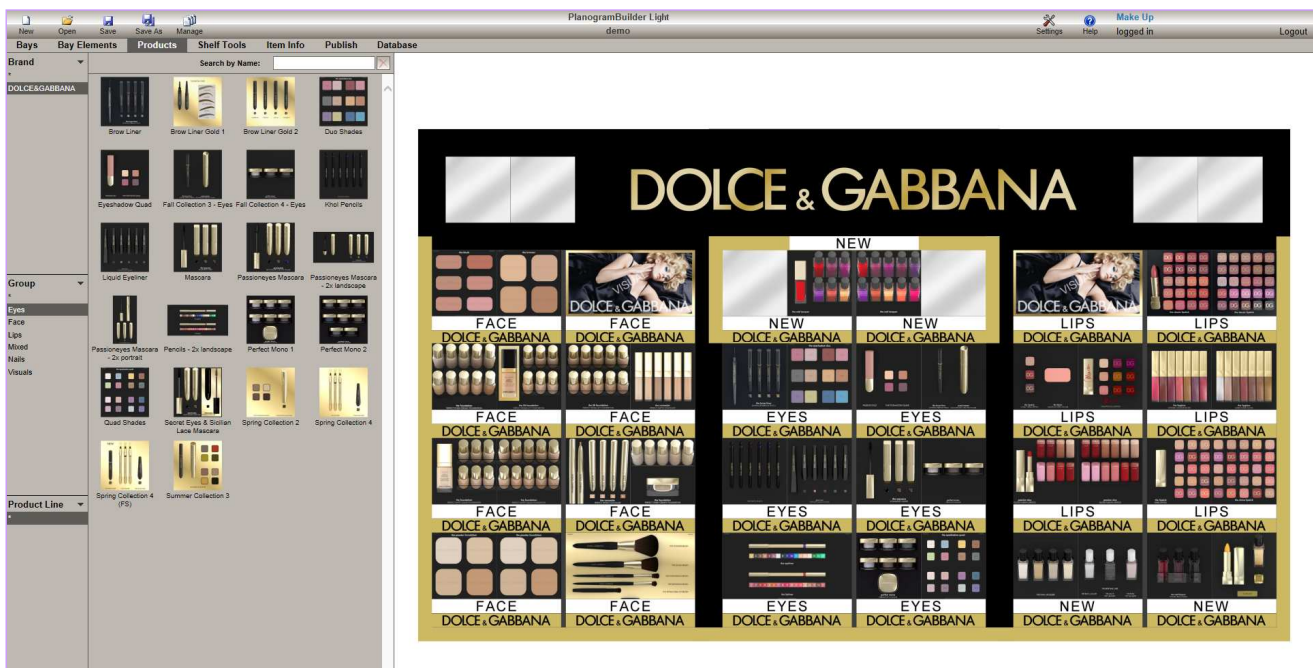 PlanogramBuilder Light
demo
New Open Save Save As Manage
Settings Help
Make Up
logged in
Logout
Bays Bay Elements Products Shelf Tools Item Info Publish Database
Brand
*
DOLCE&GABBANA
Search by Name:
Brow Liner Brow Liner Gold 1 Brow Liner Gold 2 Duo Shades
Eyeshadow Quad Fall Collection 3 - Eyes Fall Collection 4 - Eyes Khol Pencils
Liquid Eyeliner Mascara Passioneyes Mascara Passioneyes Mascara
- 2x landscape
Group
*
Eyes
Face
Lips
Mixed
Nails
Visuals
Passioneyes Mascara Pencils - 2x landscape Perfect Mono 1 Perfect Mono 2
- 2x portrait
Quad Shades Secret Eyes & Sicilian Spring Collection 2 Spring Collection 4
Lace Mascara
Spring Collection 4 Summer Collection 3
(FS)
Product Line
*
DOLCE & GABBANA
NEW
VISI
DOLCE & GABBANA
VISI
DOLCE & GABBANA
FACE FACE NEW NEW LIPS LIPS
DOLCE & GABBANA DOLCE & GABBANA DOLCE & GABBANA DOLCE & GABBANA DOLCE & GABBANA DOLCE & GABBANA
FACE FACE EYES EYES LIPS LIPS
DOLCE & GABBANA DOLCE & GABBANA DOLCE & GABBANA DOLCE & GABBANA DOLCE & GABBANA DOLCE & GABBANA
FACE FACE EYES EYES LIPS LIPS
DOLCE & GABBANA DOLCE & GABBANA DOLCE & GABBANA DOLCE & GABBANA DOLCE & GABBANA DOLCE & GABBANA
FACE FACE EYES EYES NEW NEW
DOLCE & GABBANA DOLCE & GABBANA DOLCE & GABBANA DOLCE & GABBANA DOLCE & GABBANA DOLCE & GABBANA